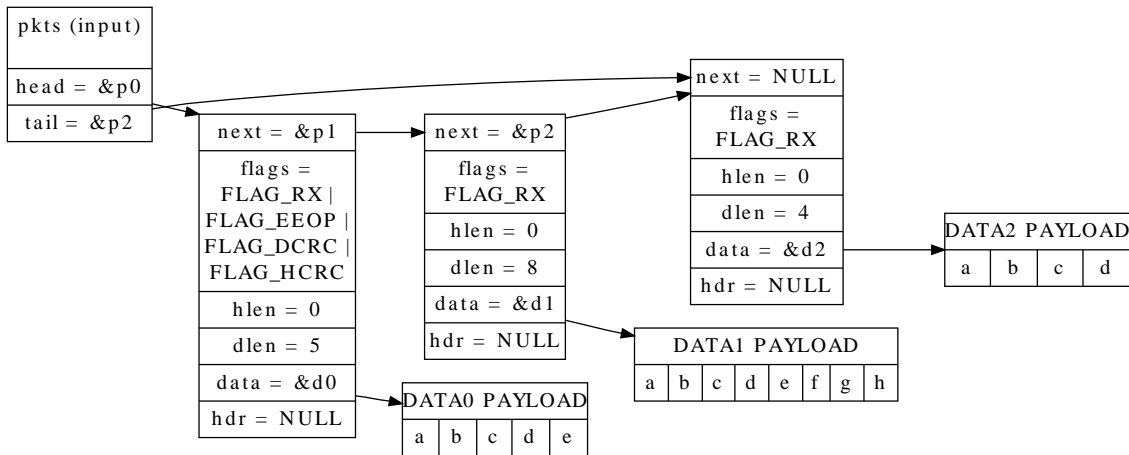 pkts (input)
head = &p0
tail = &p2
next = &p1
flags =
FLAG_RX |
FLAG_EEOP |
FLAG_DCRC |
FLAG_HCRC
hlen = 0
dlen = 5
data = &d0
hdr = NULL
next = &p2
flags =
FLAG_RX
hlen = 0
dlen = 8
data = &d1
hdr = NULL
next = NULL
flags =
FLAG_RX
hlen = 0
dlen = 4
data = &d2
hdr = NULL
DATA0 PAYLOAD
a b c d e
DATA1 PAYLOAD
a b c d e f g h
DATA2 PAYLOAD
a b c d